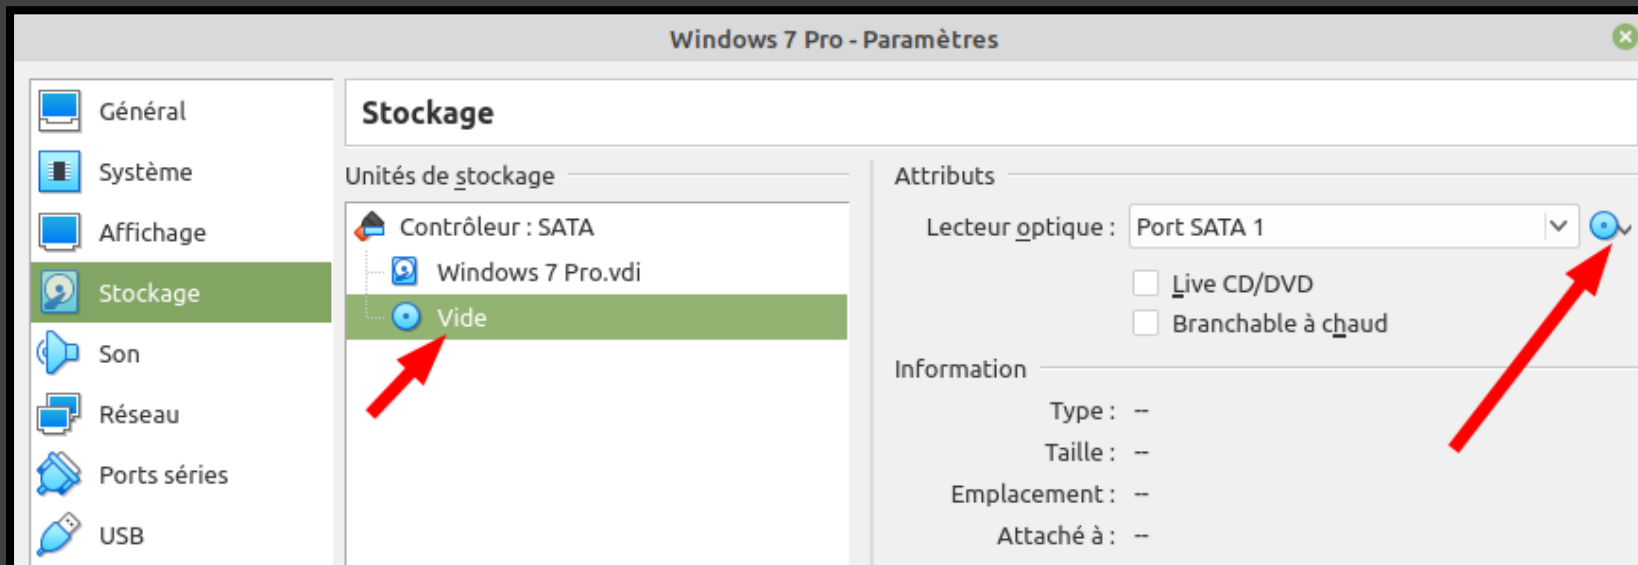 Windows 7 Pro - Paramètres
Général
Système
Affichage
Stockage
Son
Réseau
Ports séries
USB
Stockage
Unités de stockage
Contrôleur : SATA
Windows 7 Pro.vdi
Vide
Attributs
Lecteur optique : Port SATA 1
Live CD/DVD
Branchable à chaud
Information
Type : --
Taille : --
Emplacement : --
Attaché à : --